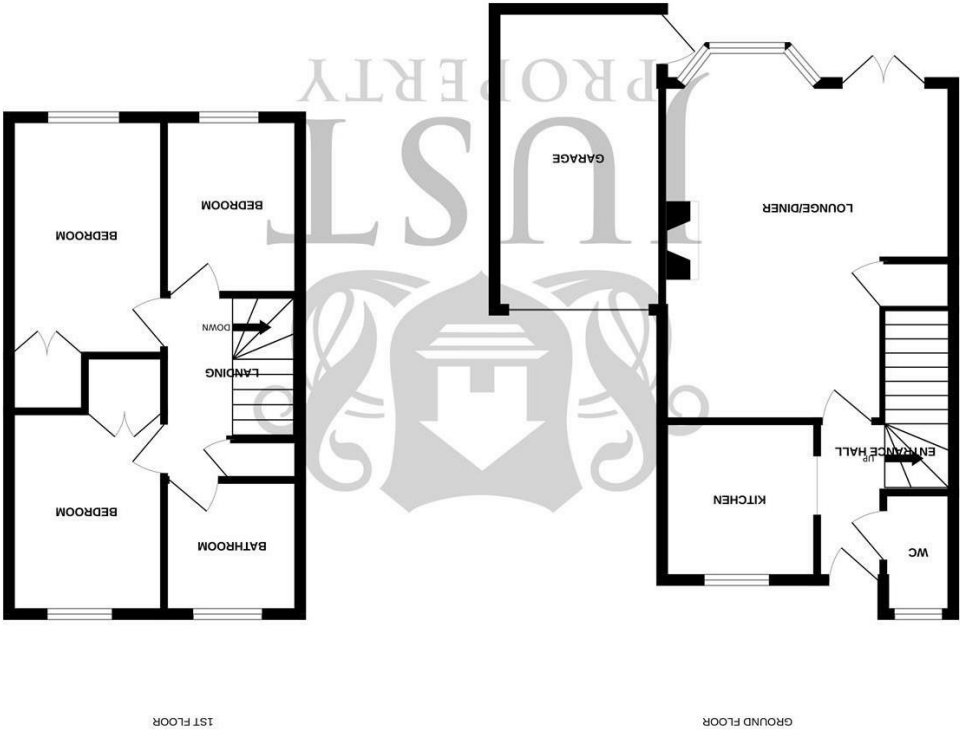 GROUND FLOOR
WC
KITCHEN
UP
ENTRANCE HALL
LOUNGE/DINER
GARAGE
1ST FLOOR
BATHROOM
BEDROOM
LANDING
DOWN
BEDROOM
BEDROOM
JUST
PROPERTY